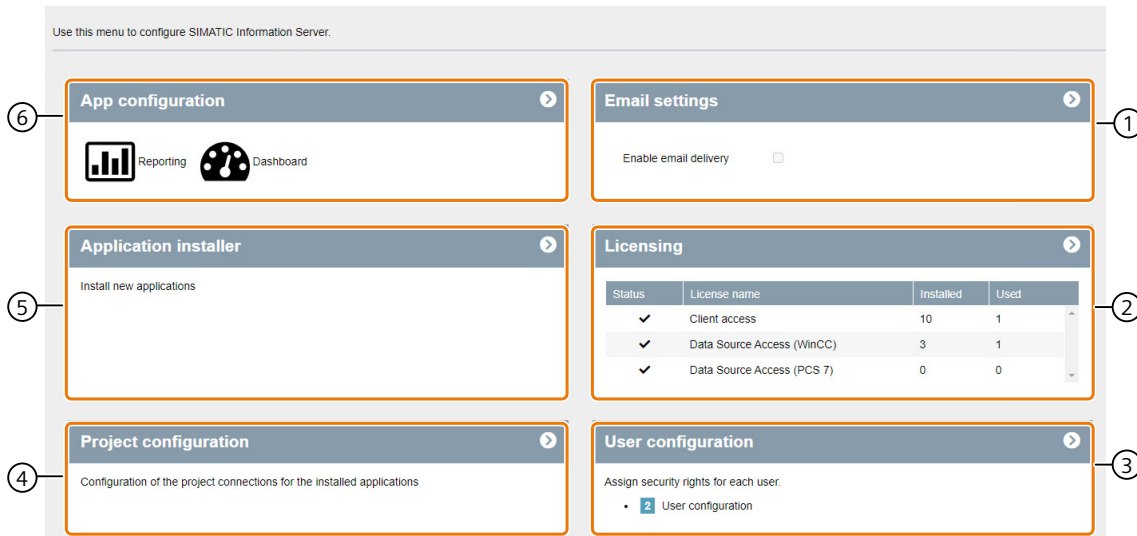 Use this menu to configure SIMATIC Information Server.
6
App configuration
Reporting
Dashboard
Email settings
Enable email delivery
1
5
Application installer
Install new applications
Licensing
Status License name Installed Used
Client access 10 1
Data Source Access (WinCC) 3 1
Data Source Access (PCS 7) 0 0
2
4
Project configuration
Configuration of the project connections for the installed applications
User configuration
Assign security rights for each user.
• 2 User configuration
3